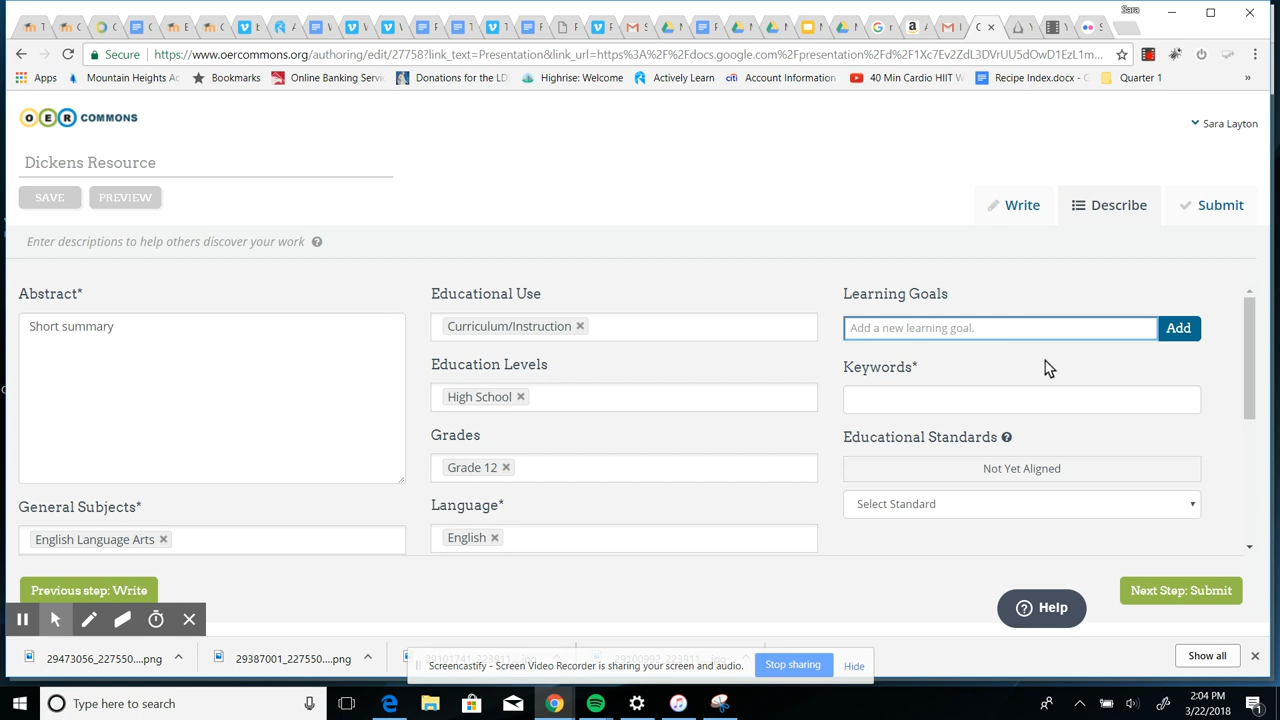 Sara
Secure
https://www.oercommons.org/authoring/edit/27758?link_text=Presentation&link_url=https%3A%2F%2Fdocs.google.com%2Fpresentation%2Fd%2F1Xc7Ev2ZdL3DVrUU5dOwD1EzL1m...
Apps
Mountain Heights Ac
Bookmarks
Online Banking Servic
Donations for the LDS
Highrise: Welcome
Actively Learn
Account Information
40 Min Cardio HIIT W
Recipe Index.docx - G
Quarter 1
»
OER COMMONS
Sara Layton
Dickens Resource
SAVE
PREVIEW
Write
Describe
Submit
Enter descriptions to help others discover your work
Abstract*
Short summary
General Subjects*
English Language Arts
Educational Use
Curriculum/Instruction
Education Levels
High School
Grades
Grade 12
Language*
English
Learning Goals
Add a new learning goal.
Add
Keywords*
Educational Standards
Not Yet Aligned
Select Standard
Previous step: Write
Next Step: Submit
Help
29473056_227550....png
29387001_227550....png
Screencastify - Screen Video Recorder is sharing your screen and audio.
Stop sharing
Hide
Show all
Type here to search
2:04 PM
3/22/2018